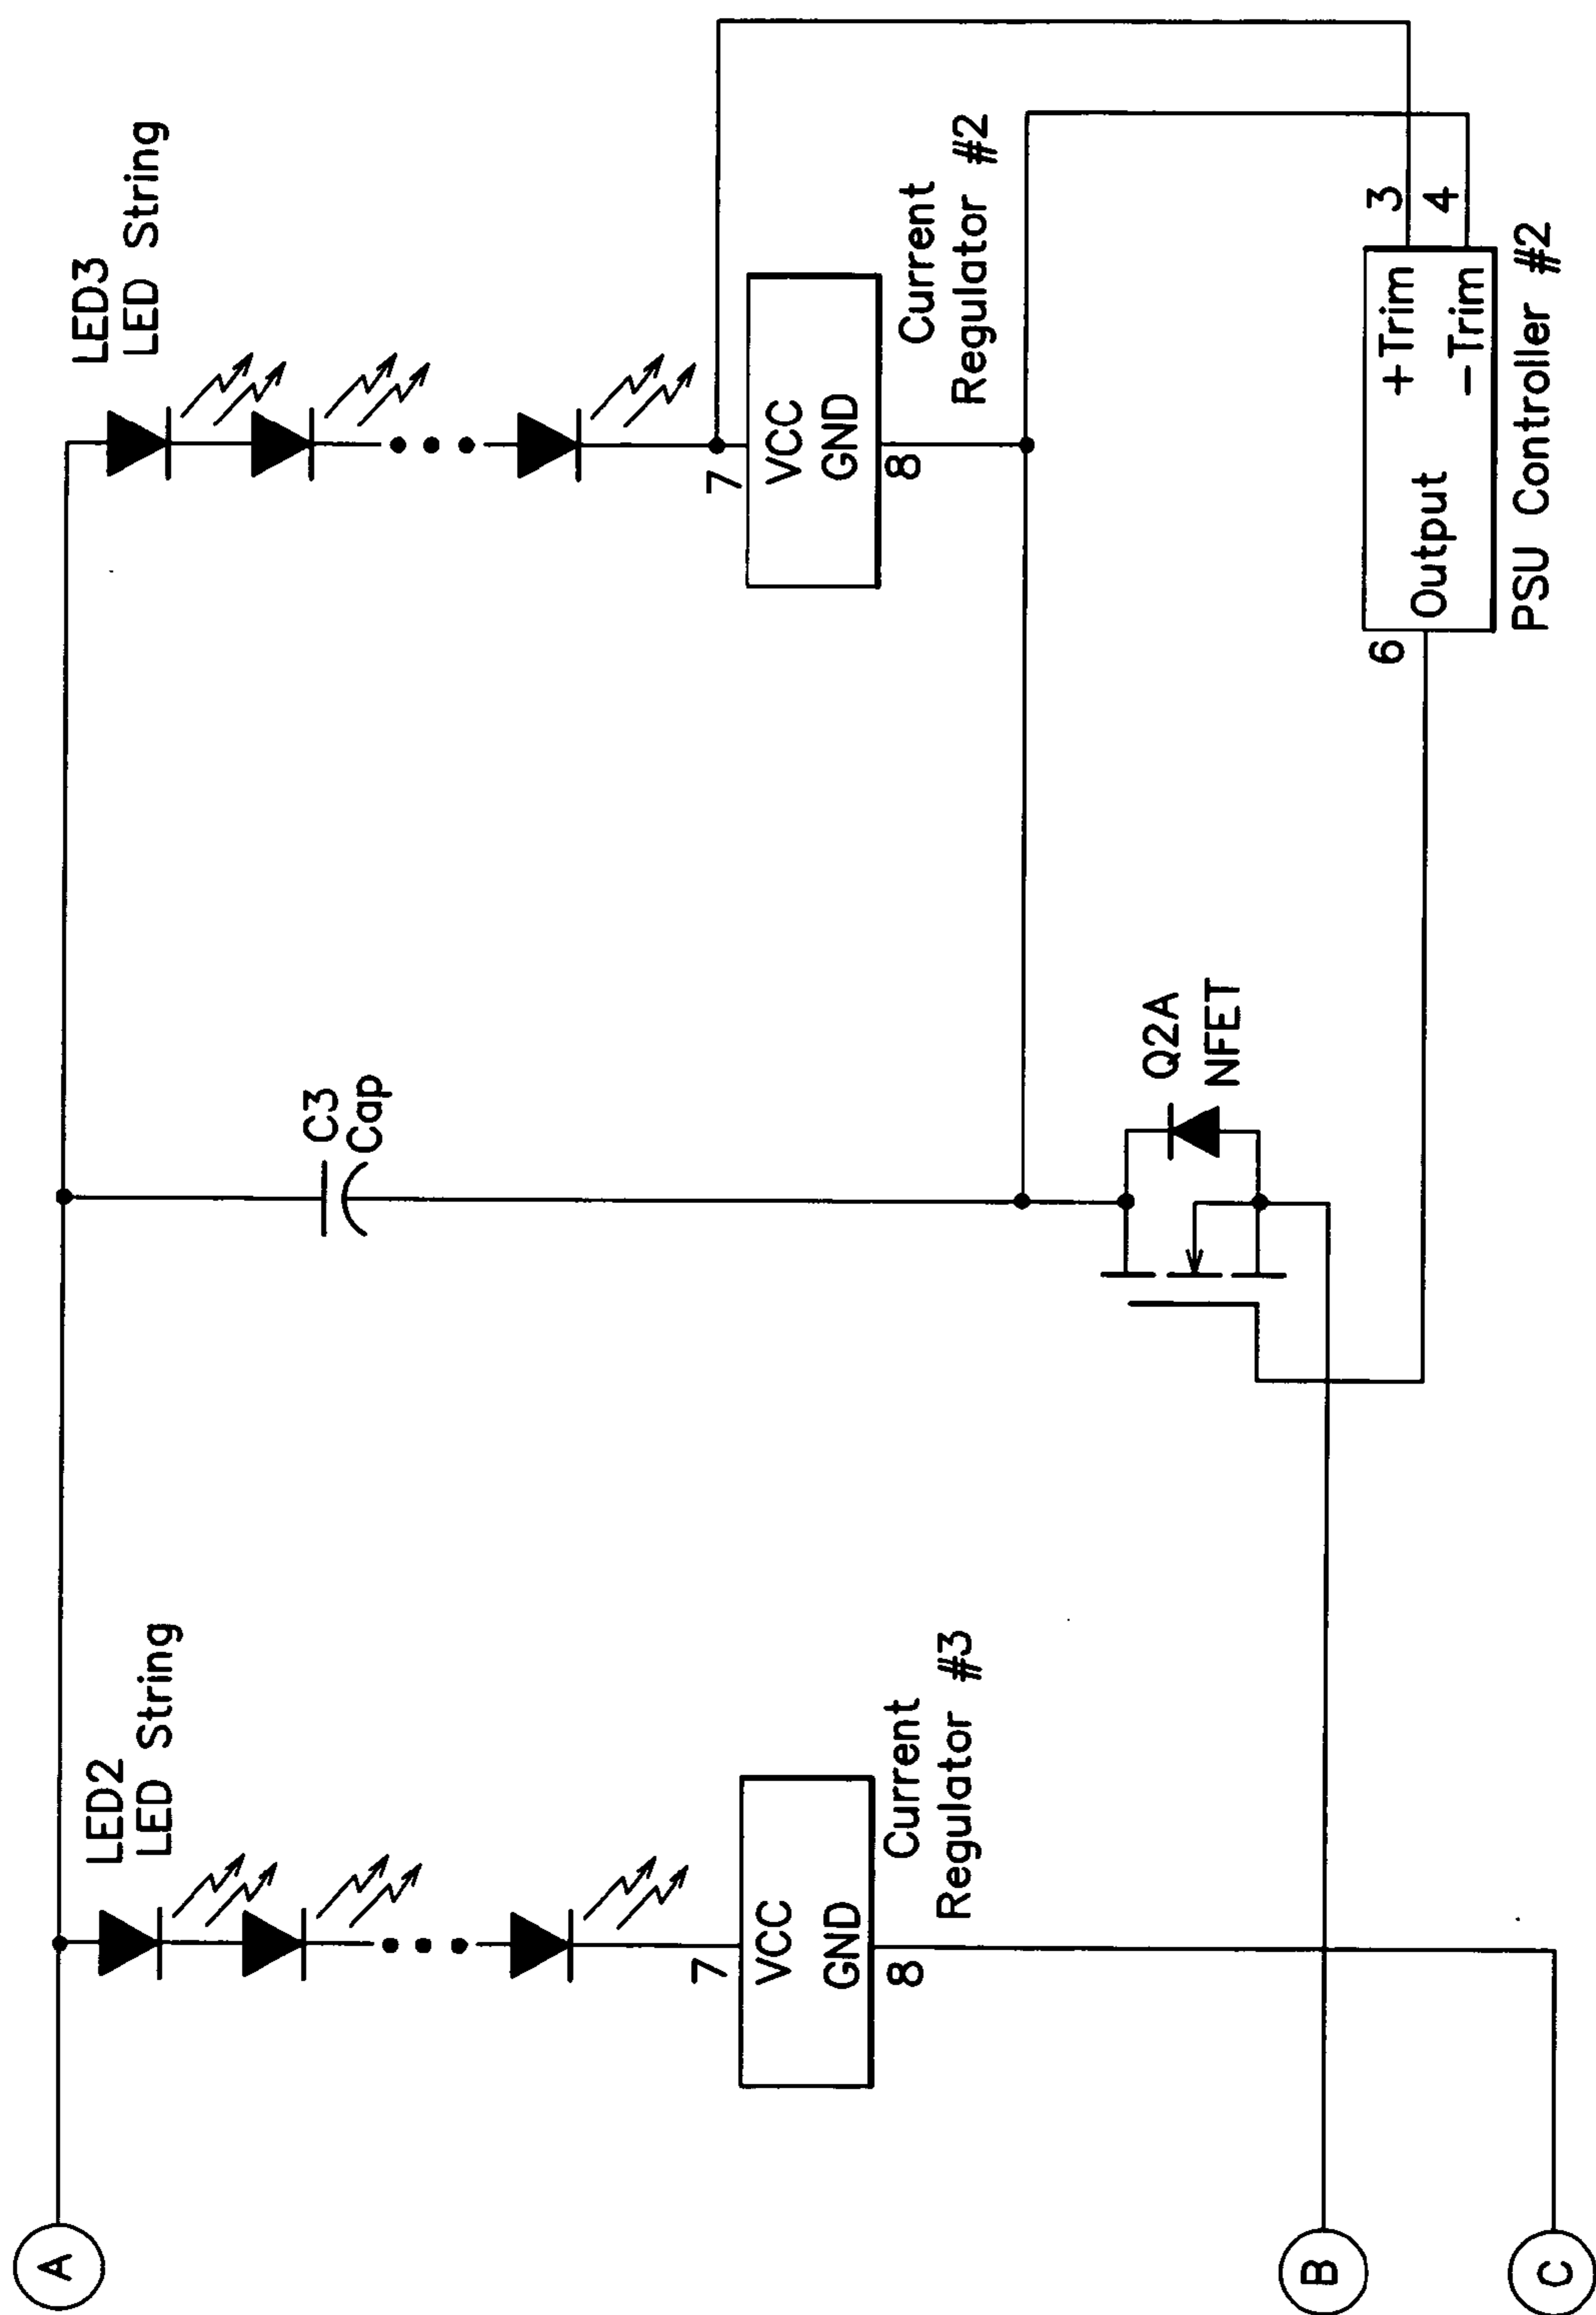 A
LED2
LED String
7
VCC
GND
8
Current
Regulator #3
C3
Cap
Q2A
NFET
LED3
LED String
7
VCC
GND
8
Current
Regulator #2
6
Output
+Trim
−Trim
3
4
PSU Controller #2
B
C